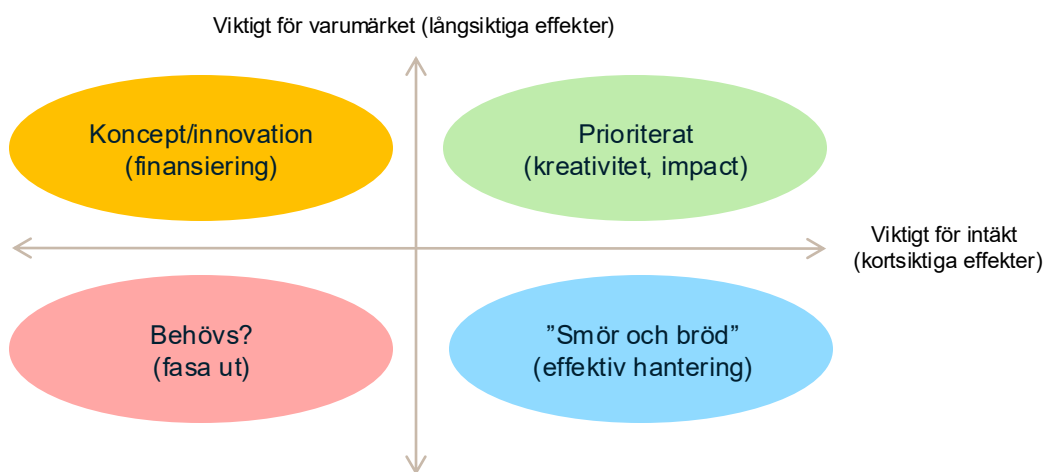 Viktigt för varumärket (långsiktiga effekter)
Koncept/innovation
(finansiering)
Prioriterat
(kreativitet, impact)
Viktigt för intäkt
(kortsiktiga effekter)
Behövs?
(fasa ut)
”Smör och bröd”
(effektiv hantering)